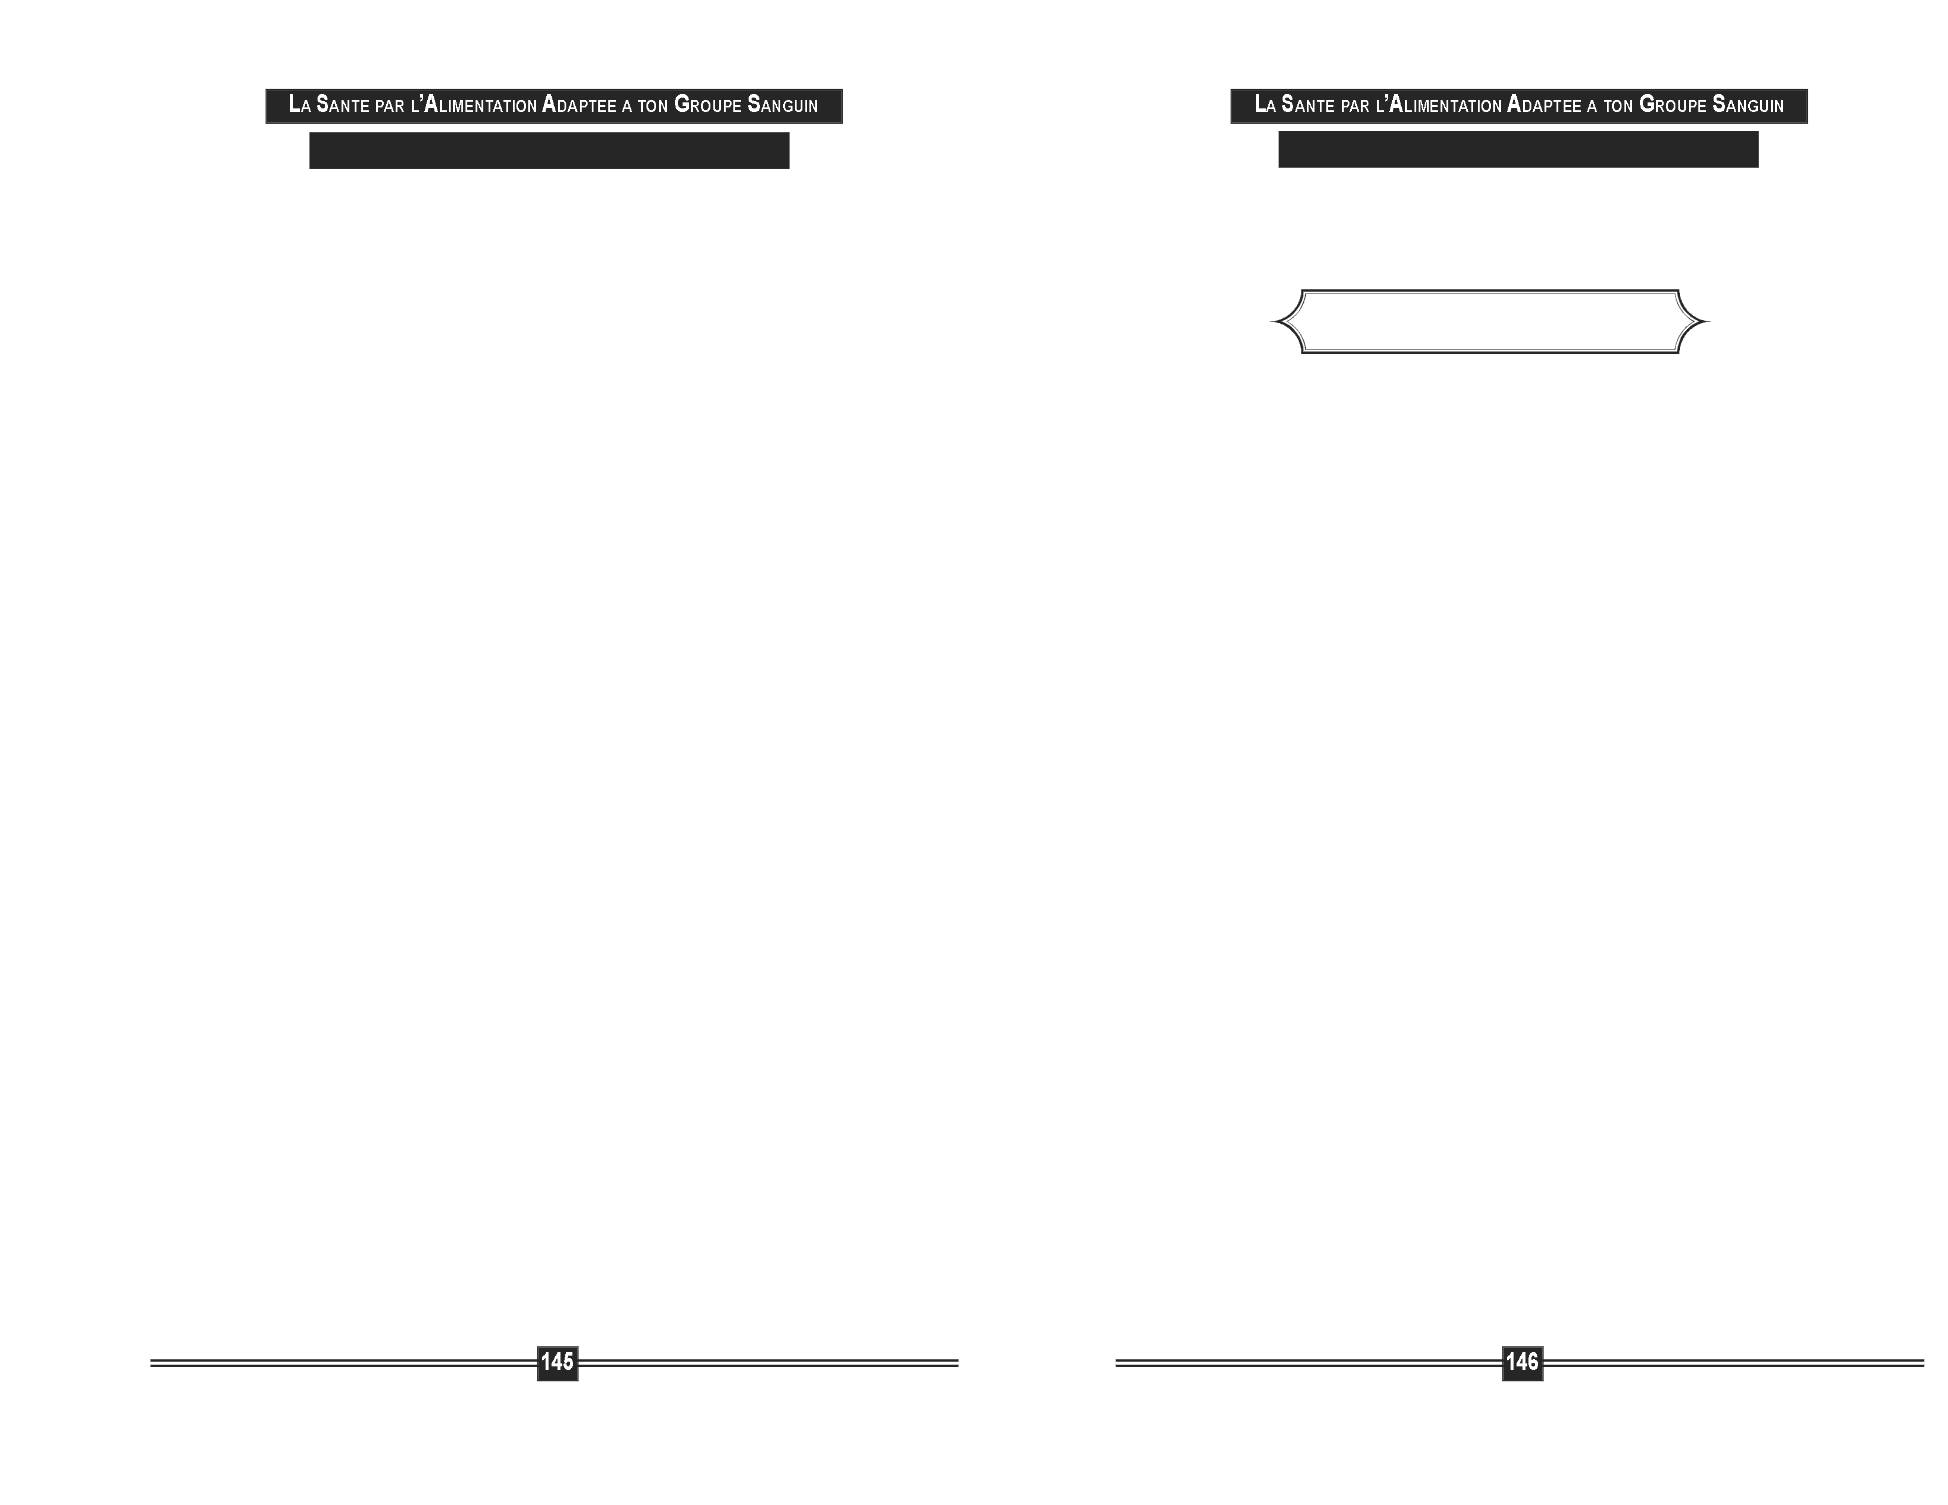 La Sante par l’Alimentation Adaptee a ton Groupe Sanguin
145
La Sante par l’Alimentation Adaptee a ton Groupe Sanguin
146